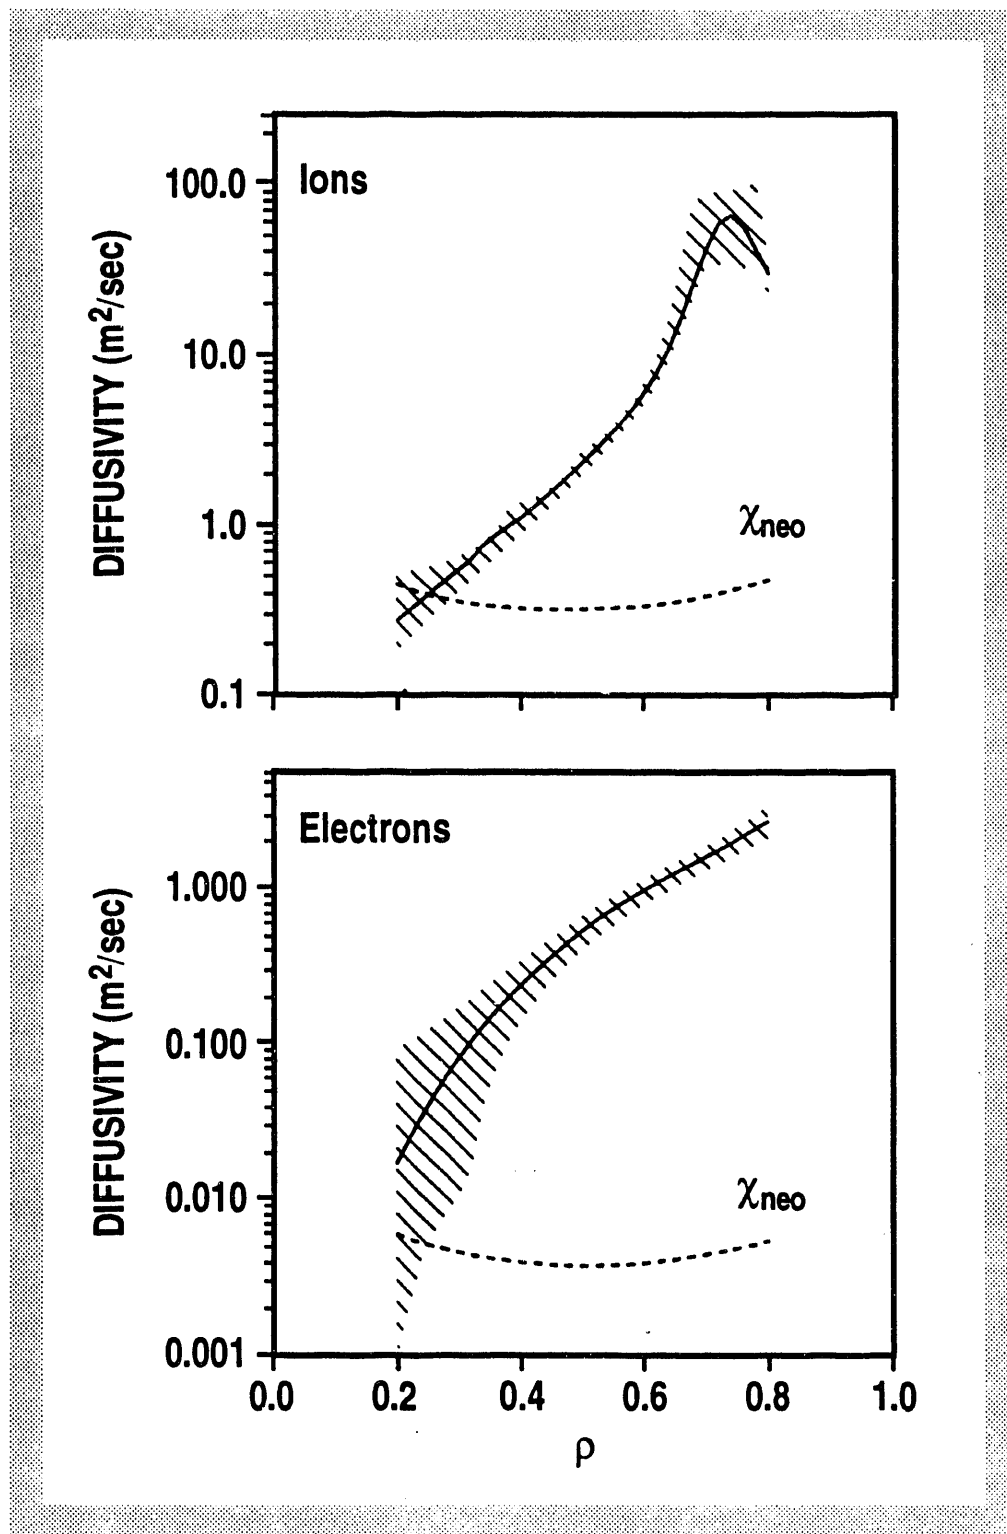 Ions
DIFFUSIVITY (m²/sec)
100.0
10.0
1.0
0.1
χneo
Electrons
DIFFUSIVITY (m²/sec)
1.000
0.100
0.010
0.001
χneo
0.0 0.2 0.4 0.6 0.8 1.0
ρ